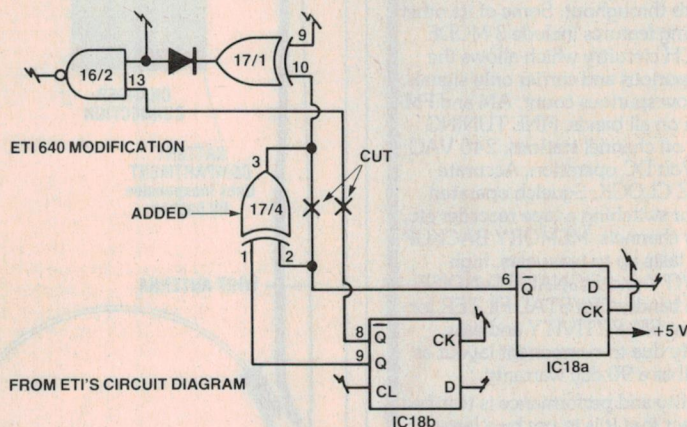 9
16/2
17/1
13
10
ETI 640 MODIFICATION
3
CUT
ADDED
17/4
1
2
6
Q̅
D
CK
+5 V
8
Q̅
CK
9
Q
IC18a
FROM ETI'S CIRCUIT DIAGRAM
CL
D
IC18b